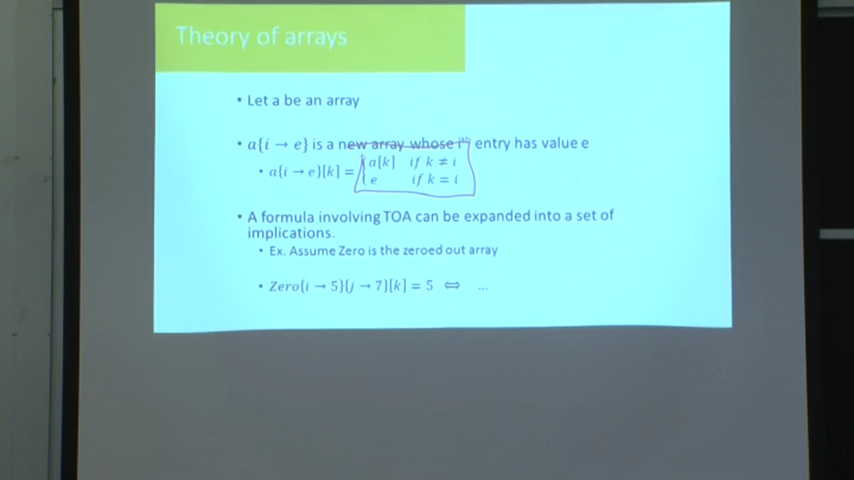 Theory of arrays
• Let a be an array
• a{i → e} is a new array whose iᵗʰ entry has value e
• a{i → e}[k] = { a[k] if k ≠ i
e if k = i
• A formula involving TOA can be expanded into a set of
implications.
• Ex. Assume Zero is the zeroed out array
• Zero{i → 5}{j → 7}[k] = 5 ⇔ ...